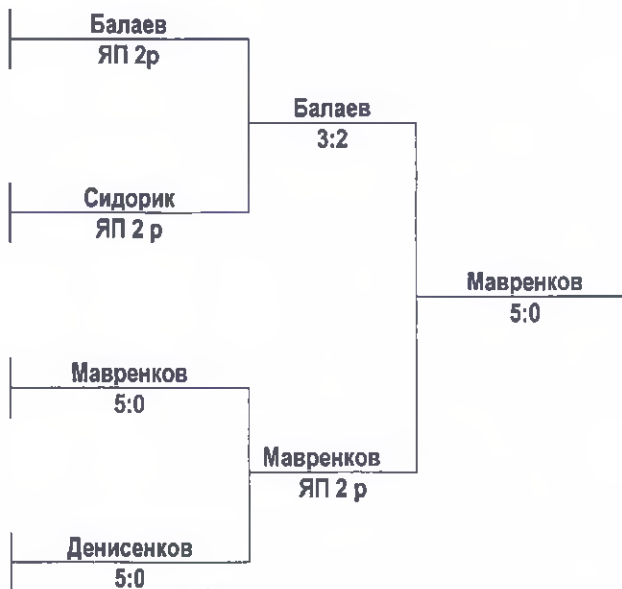 Балаев
ЯП 2р
Балаев
3:2
Сидорик
ЯП 2 р
Мавренков
5:0
Мавренков
5:0
Мавренков
ЯП 2 р
Денисенков
5:0